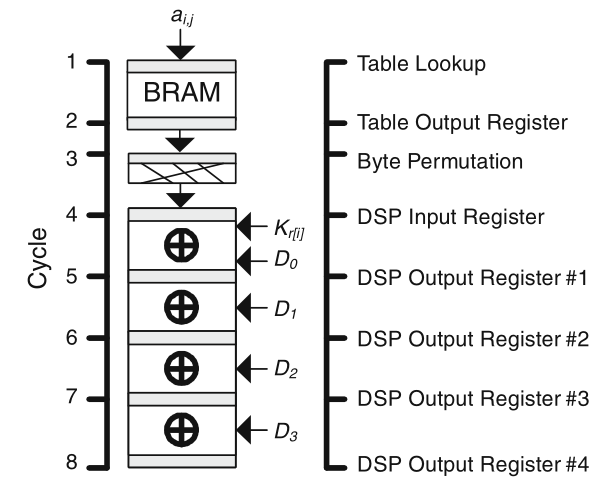 a_{i,j}
1 Table Lookup
BRAM
2 Table Output Register
3 Byte Permutation
4 DSP Input Register
K_{r[i]}
D_0
5 DSP Output Register #1
D_1
6 DSP Output Register #2
D_2
7 DSP Output Register #3
D_3
8 DSP Output Register #4
Cycle